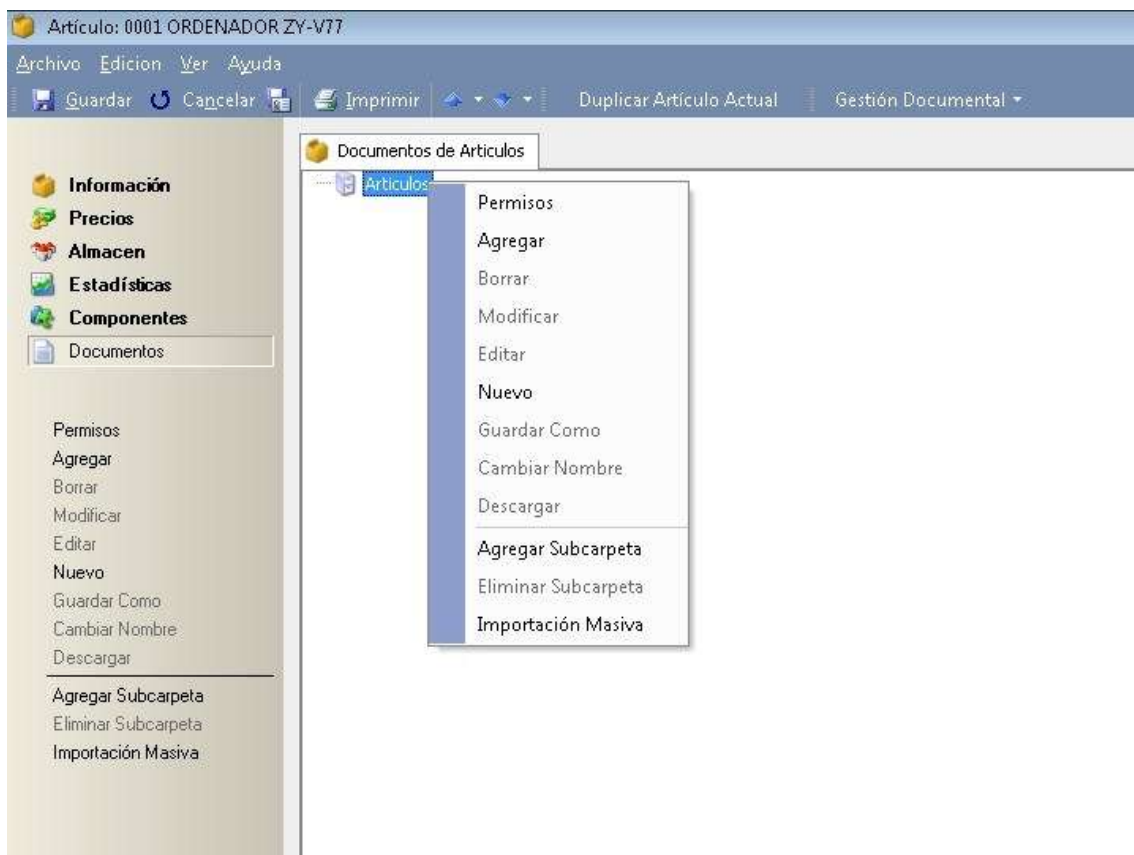 Artículo: 0001 ORDENADOR ZY-V77
Archivo Edicion Ver Ayuda
Guardar Cancelar Imprimir Duplicar Artículo Actual Gestión Documental
Documentos de Articulos
Articulos
Información
Precios
Almacen
Estadísticas
Componentes
Documentos
Permisos
Agregar
Borrar
Modificar
Editar
Nuevo
Guardar Como
Cambiar Nombre
Descargar
Agregar Subcarpeta
Eliminar Subcarpeta
Importación Masiva
Permisos
Agregar
Borrar
Modificar
Editar
Nuevo
Guardar Como
Cambiar Nombre
Descargar
Agregar Subcarpeta
Eliminar Subcarpeta
Importación Masiva